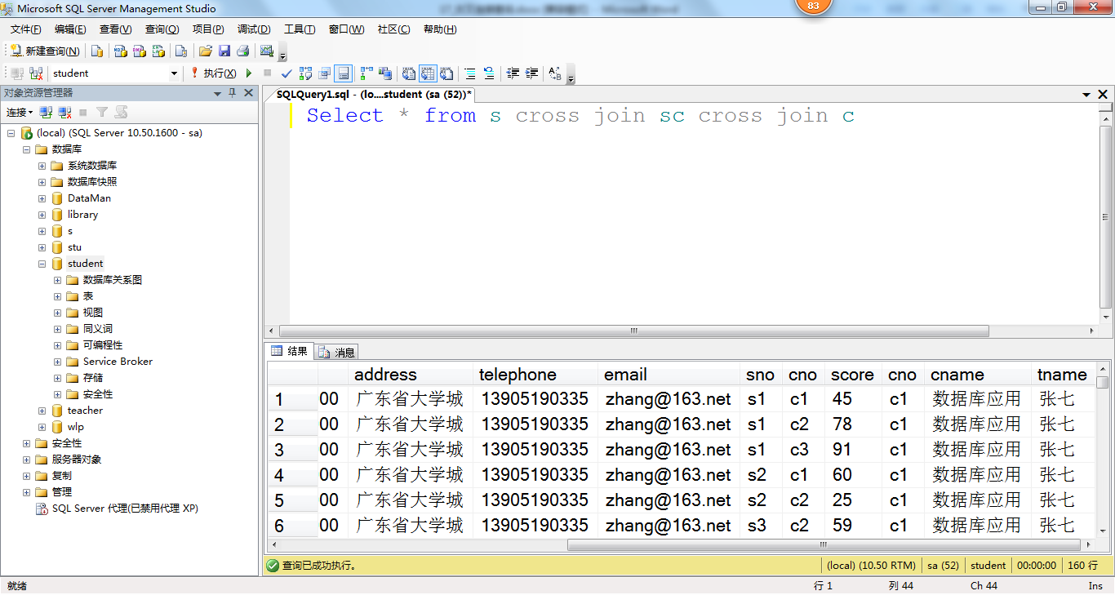 Microsoft SQL Server Management Studio
83
文件(F) 编辑(E) 查看(V) 查询(Q) 项目(P) 调试(D) 工具(T) 窗口(W) 社区(C) 帮助(H)
新建查询(N)
student 执行(X)
对象资源管理器
连接
(local) (SQL Server 10.50.1600 - sa)
数据库
系统数据库
数据库快照
DataMan
library
s
stu
student
数据库关系图
表
视图
同义词
可编程性
Service Broker
存储
安全性
teacher
wlp
安全性
服务器对象
复制
管理
SQL Server 代理(已禁用代理 XP)
SQLQuery1.sql - (lo....student (sa (52))*
Select * from s cross join sc cross join c
结果 消息
address telephone email sno cno score cno cname tname
1 00 广东省大学城 13905190335 zhang@163.net s1 c1 45 c1 数据库应用 张七
2 00 广东省大学城 13905190335 zhang@163.net s1 c2 78 c1 数据库应用 张七
3 00 广东省大学城 13905190335 zhang@163.net s1 c3 91 c1 数据库应用 张七
4 00 广东省大学城 13905190335 zhang@163.net s2 c1 60 c1 数据库应用 张七
5 00 广东省大学城 13905190335 zhang@163.net s2 c2 25 c1 数据库应用 张七
6 00 广东省大学城 13905190335 zhang@163.net s3 c2 59 c1 数据库应用 张七
查询已成功执行。 (local) (10.50 RTM) sa (52) student 00:00:00 160 行
就绪 行 1 列 44 Ch 44 Ins